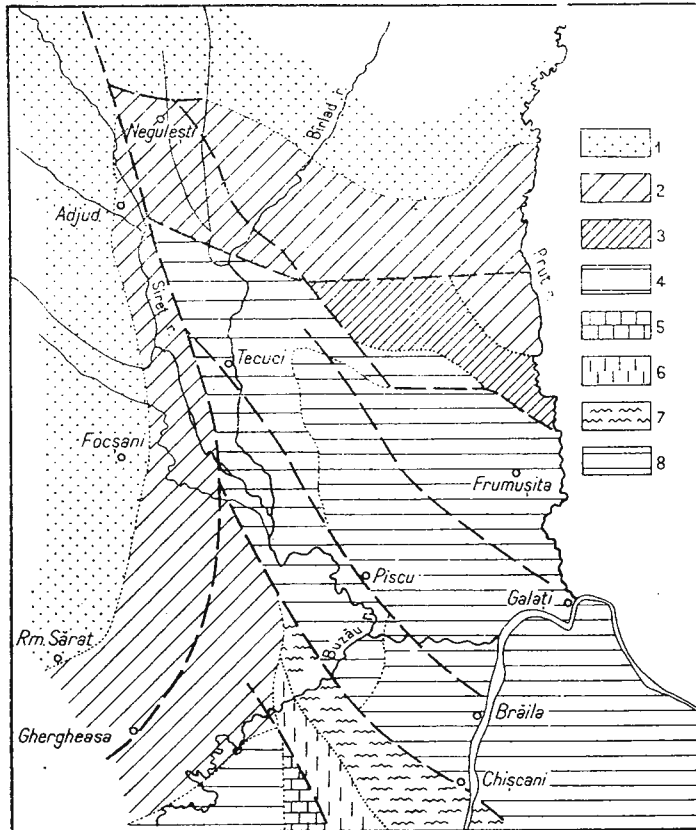 Negulești
Bîrlad r.
Adjud
Siret r.
Prut r.
Tecuci
Focșani
Frumușita
Piscu
Galați
Rm. Sărat
Buzău r.
Brăila
Ghergheasa
Chișcani
1
2
3
4
5
6
7
8